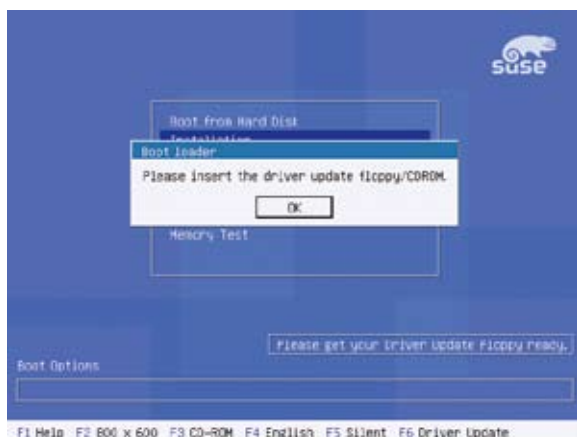 SUSE
Boot from Hard Disk
Installation
Boot loader
Please insert the driver update floppy/CDROM.
OK
Memory Test
Please get your Driver Update Floppy ready.
Boot Options
F1 Help F2 800 x 600 F3 CD-ROM F4 English F5 Silent F6 Driver Update